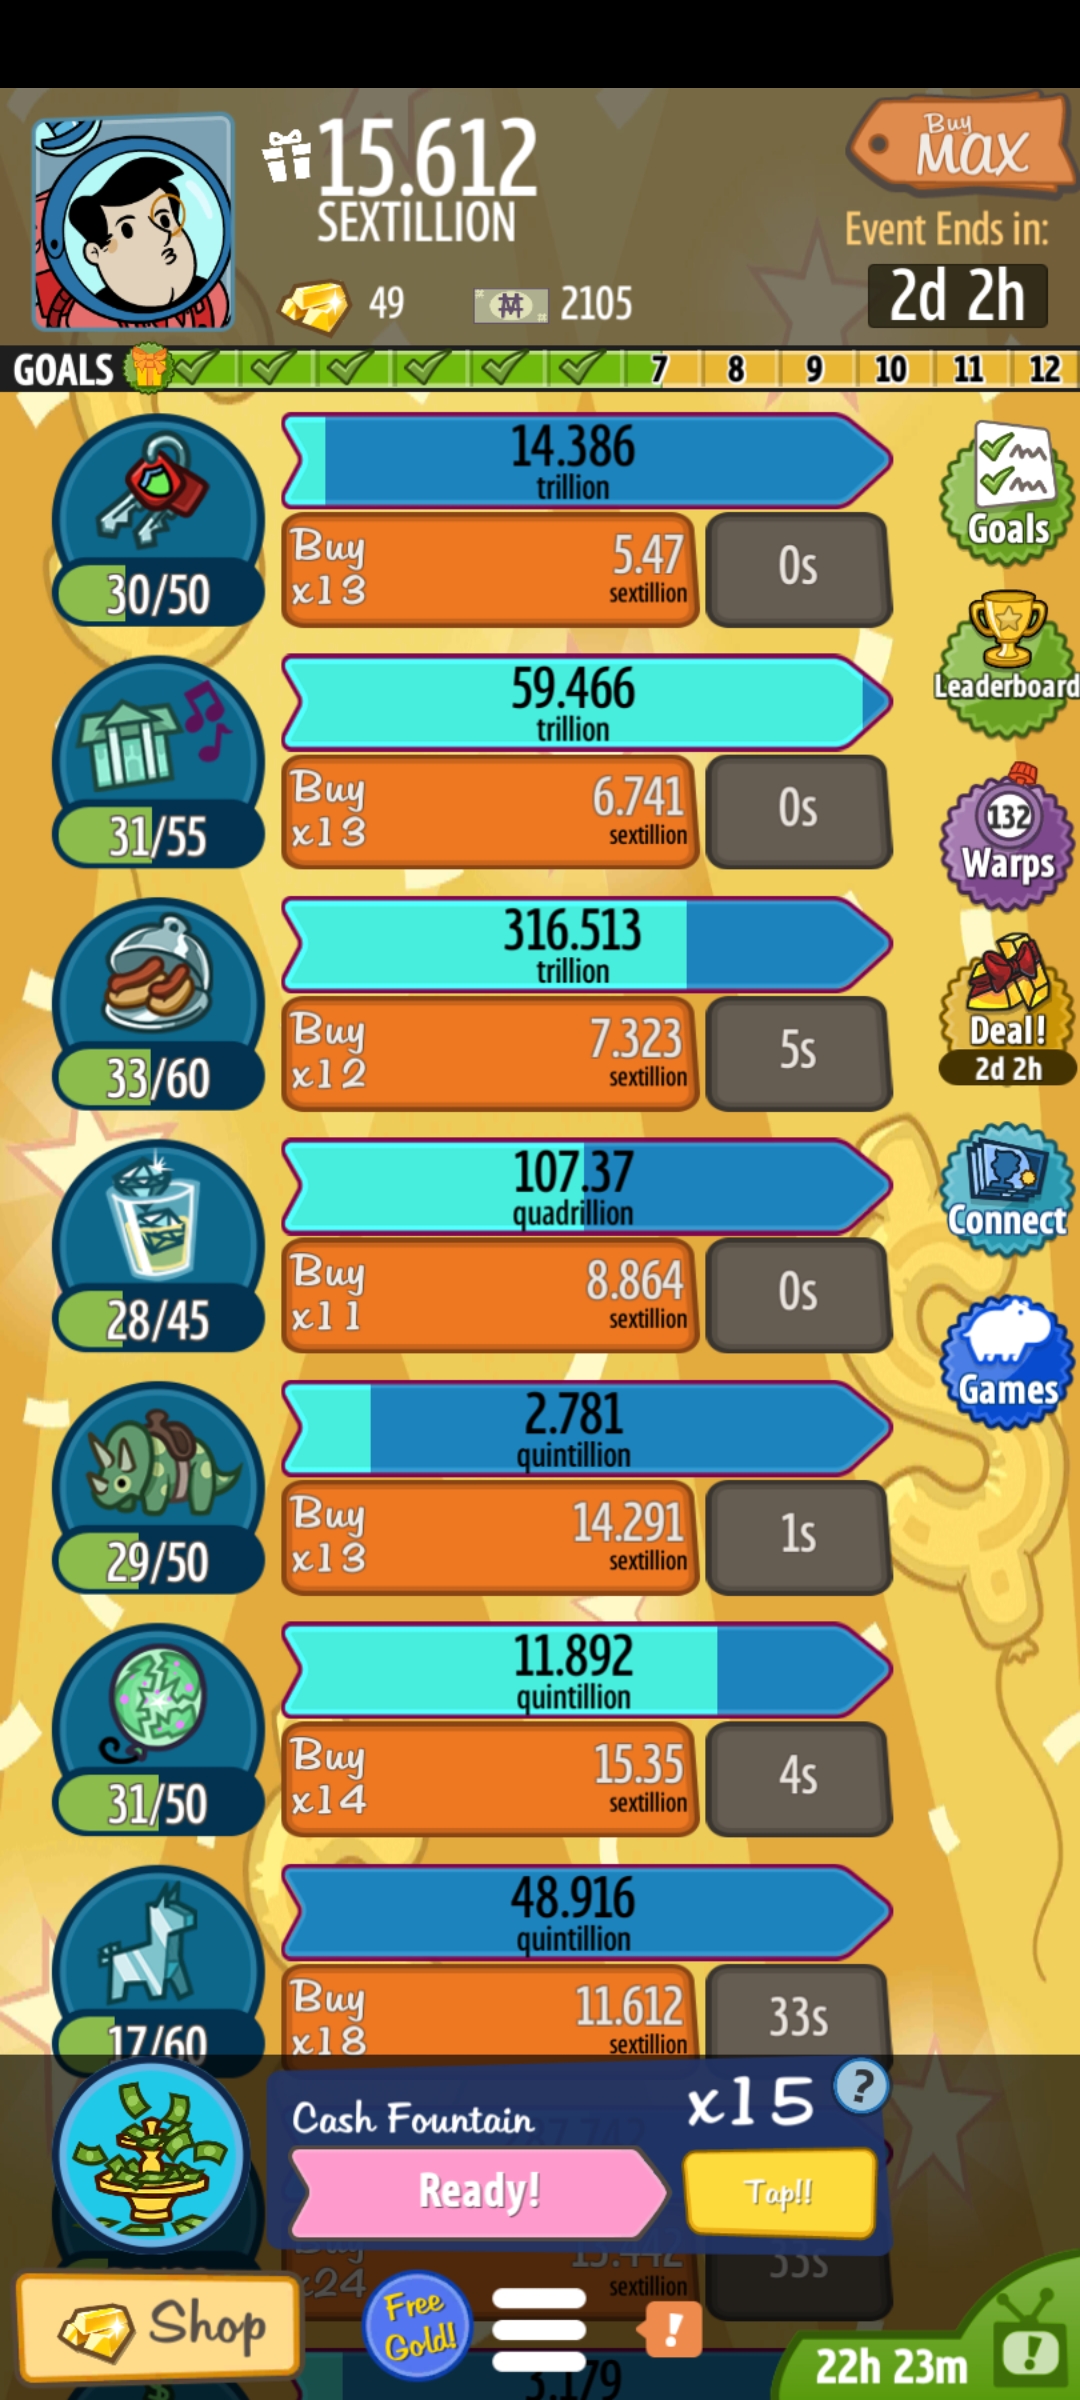 15.612
SEXTILLION
Buy
MAX
Event Ends in:
2d 2h
49
2105
GOALS
7 8 9 10 11 12
14.386
trillion
30/50
Buy
x13
5.47
sextillion
0s
Goals
59.466
trillion
31/55
Buy
x13
6.741
sextillion
0s
Leaderboard
132
Warps
316.513
trillion
33/60
Buy
x12
7.323
sextillion
5s
Deal!
2d 2h
107.37
quadrillion
28/45
Buy
x11
8.864
sextillion
0s
Connect
Games
2.781
quintillion
29/50
Buy
x13
14.291
sextillion
1s
11.892
quintillion
31/50
Buy
x14
15.35
sextillion
4s
48.916
quintillion
17/60
Buy
x18
11.612
sextillion
33s
Cash Fountain
x15
?
Ready!
Tap!!
Buy
x24
13.442
sextillion
33s
Shop
Free
Gold!
!
22h 23m
!
3.179